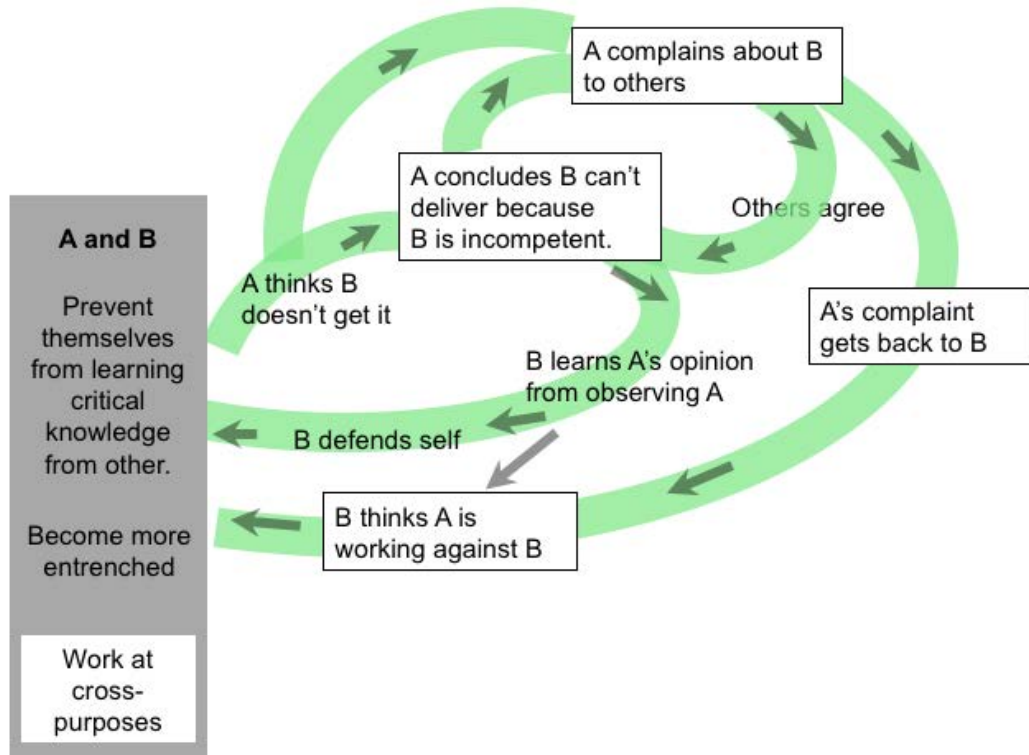 A complains about B
to others
A concludes B can't
deliver because
B is incompetent.
Others agree
A and B
Prevent
themselves
from learning
critical
knowledge
from other.
Become more
entrenched
Work at
cross-
purposes
A thinks B
doesn't get it
A's complaint
gets back to B
B learns A's opinion
from observing A
B defends self
B thinks A is
working against B